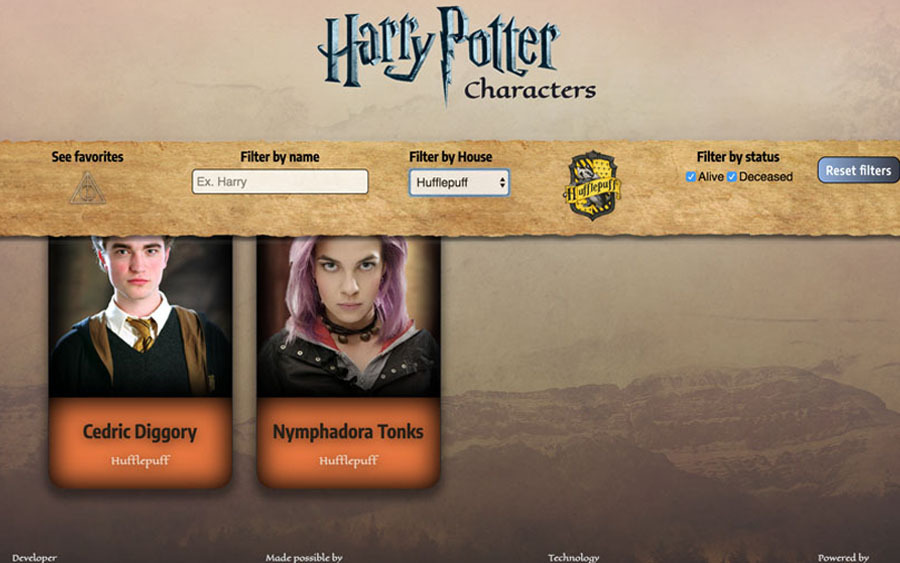 Harry Potter
Characters
See favorites
Filter by name
Filter by House
Filter by status
Ex. Harry
Hufflepuff
Hufflepuff
Alive
Deceased
Reset filters
Cedric Diggory
Nymphadora Tonks
Hufflepuff
Hufflepuff
Developer
Made possible by
Technology
Powered by